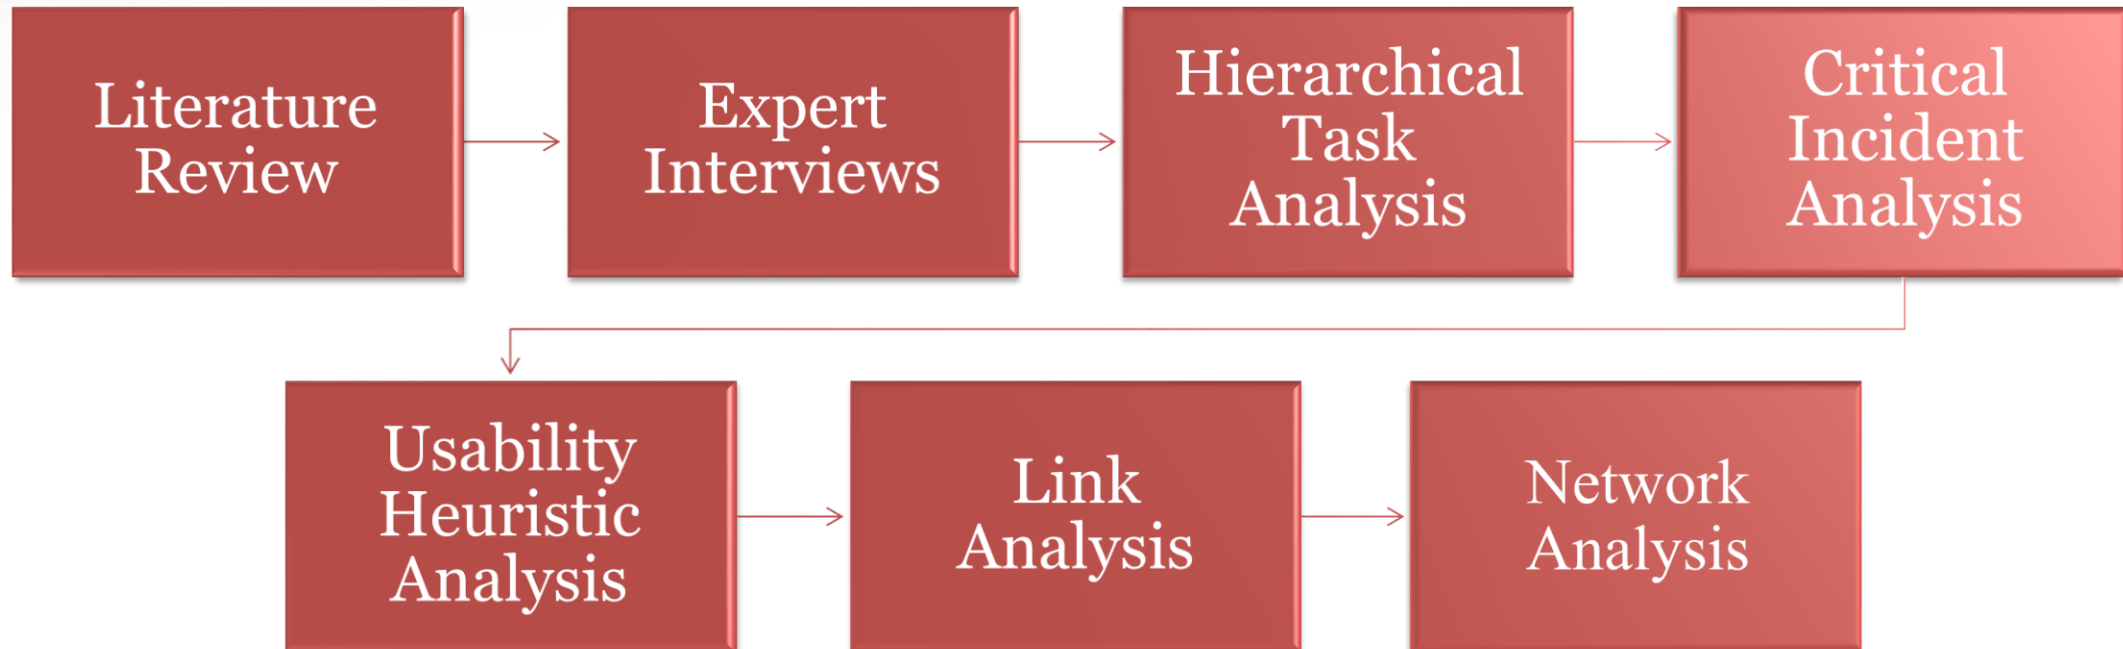 Literature
Review
Expert
Interviews
Hierarchical
Task
Analysis
Critical
Incident
Analysis
Usability
Heuristic
Analysis
Link
Analysis
Network
Analysis